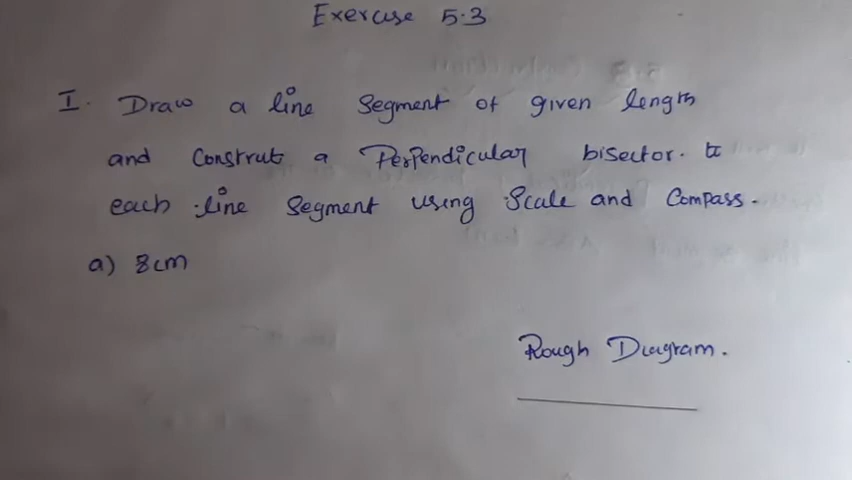 Exercise 5.3
I. Draw a line segment of given length
and Construct a Perpendicular bisector. to
each line segment using Scale and Compass.
a) 8cm
Rough Diagram.